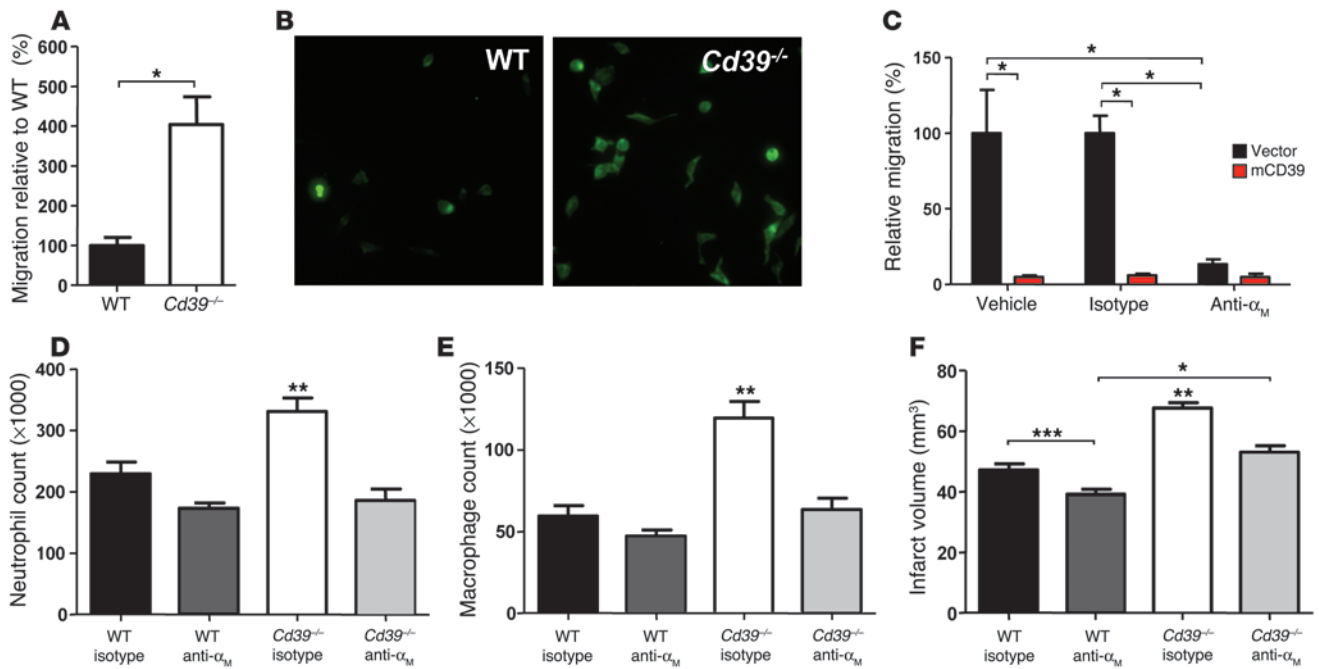 A
Migration relative to WT (%)
600
500
400
300
200
100
0
*
WT
Cd39⁻/⁻
B
WT
Cd39⁻/⁻
C
Relative migration (%)
150
100
50
0
*
*
*
*
Vector
mCD39
Vehicle
Isotype
Anti-αM
D
Neutrophil count (×1000)
400
300
200
100
0
**
WT
isotype
WT
anti-αM
Cd39⁻/⁻
isotype
Cd39⁻/⁻
anti-αM
E
Macrophage count (×1000)
150
100
50
0
**
WT
isotype
WT
anti-αM
Cd39⁻/⁻
isotype
Cd39⁻/⁻
anti-αM
F
Infarct volume (mm³)
80
60
40
20
0
***
**
*
WT
isotype
WT
anti-αM
Cd39⁻/⁻
isotype
Cd39⁻/⁻
anti-αM